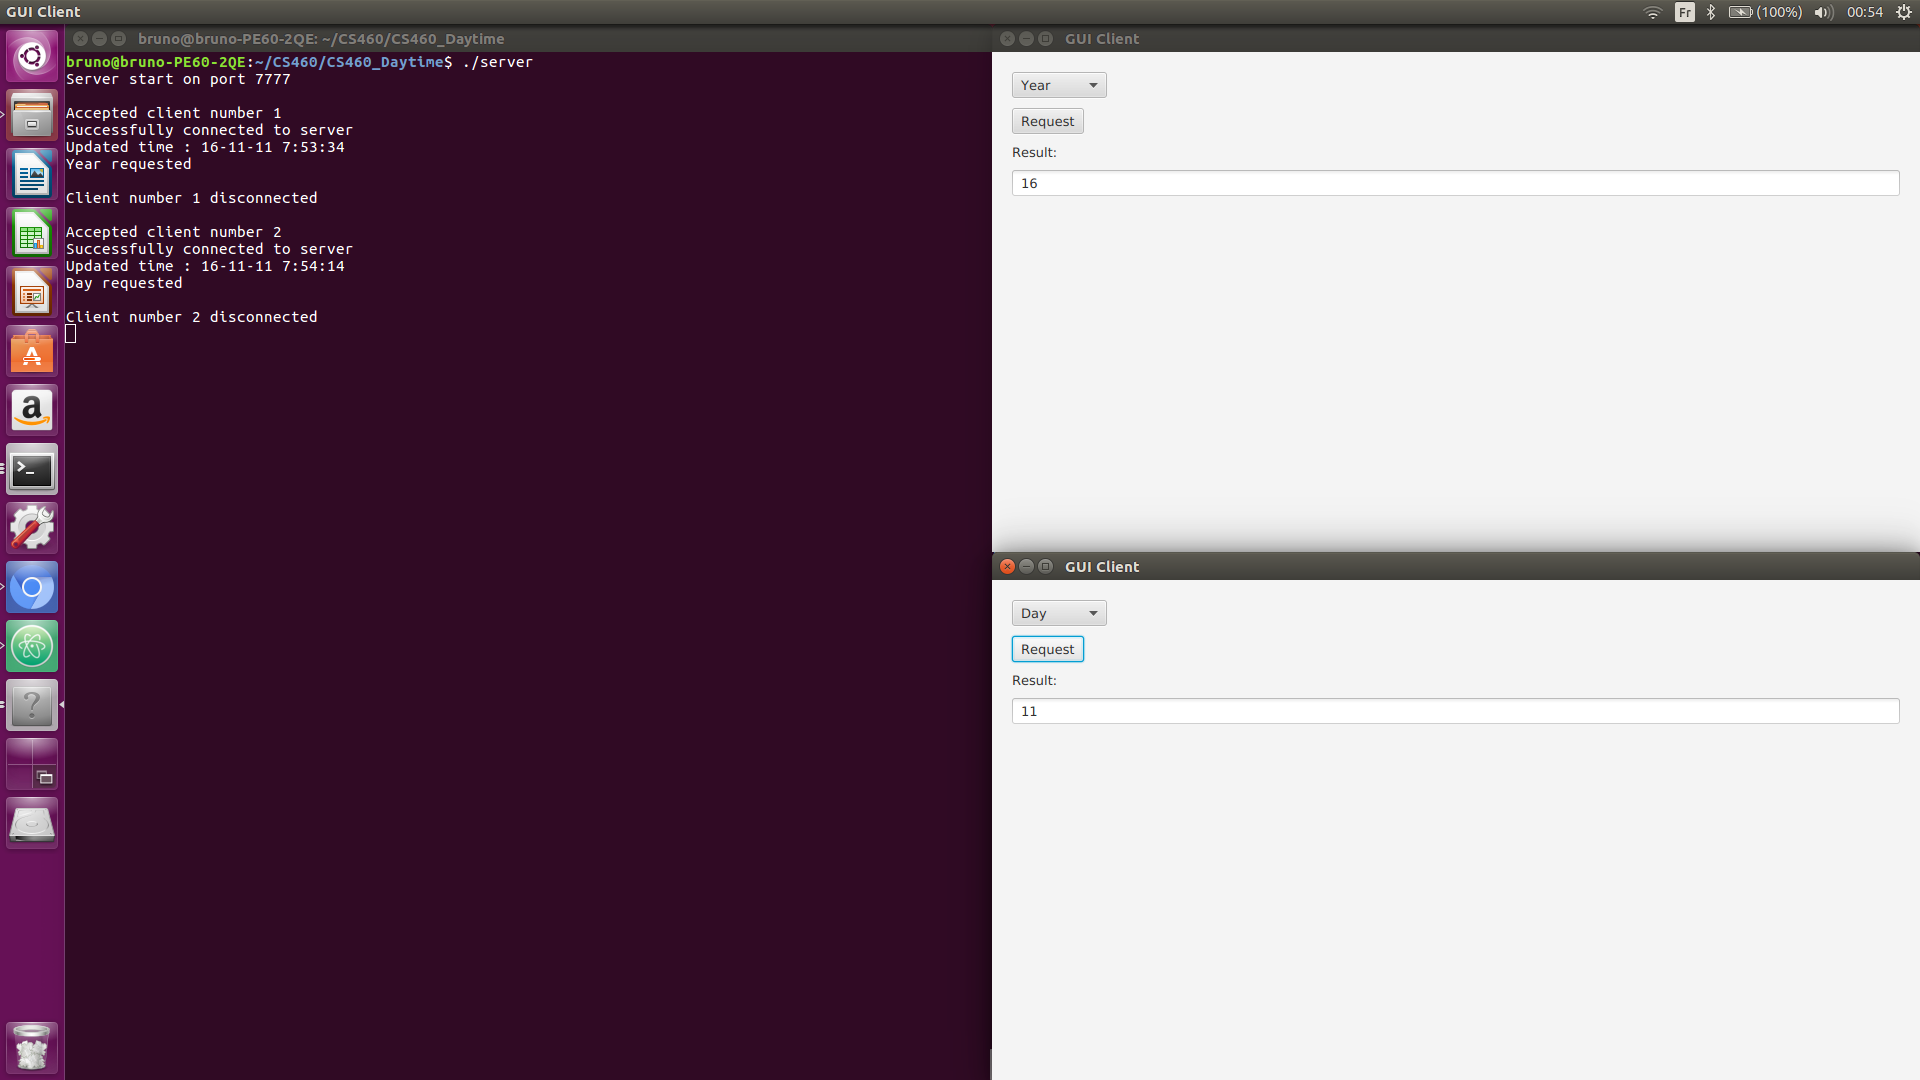 GUI Client
Fr
(100%)
00:54
bruno@bruno-PE60-2QE: ~/CS460/CS460_Daytime
bruno@bruno-PE60-2QE:~/CS460/CS460_Daytime$ ./server
Server start on port 7777
Accepted client number 1
Successfully connected to server
Updated time : 16-11-11 7:53:34
Year requested
Client number 1 disconnected
Accepted client number 2
Successfully connected to server
Updated time : 16-11-11 7:54:14
Day requested
Client number 2 disconnected
GUI Client
Year
Request
Result:
16
GUI Client
Day
Request
Result:
11